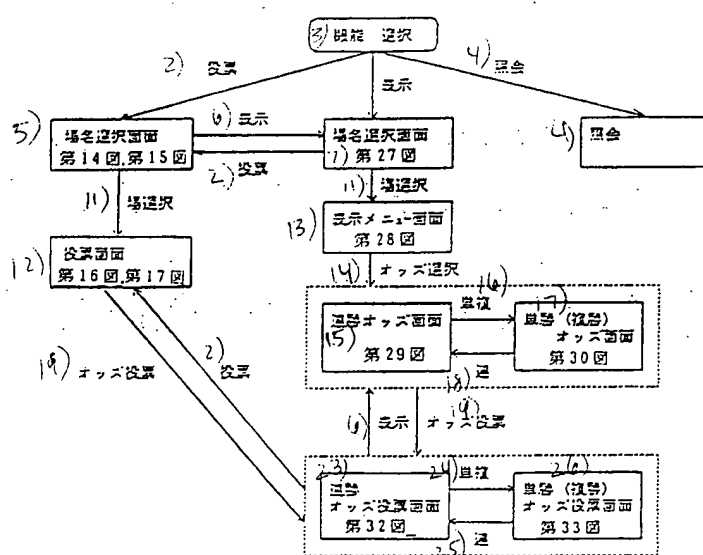 3) 機能 選択
2) 投票
4) 照会
表示
5) 場名選択画面
第14図,第15図
6) 表示
2) 投票
場名選択画面
7) 第27図
4) 照会
11) 場選択
11) 場選択
12) 投票画面
第16図,第17図
13) 表示メニュー画面
第28図
14) オッズ選択
15) 連勝オッズ画面
第29図
16) 単複
18) 連
17) 単勝(複勝)
オッズ画面
第30図
19) オッズ投票
2) 投票
6) 表示
19) オッズ投票
23) 連勝
オッズ投票画面
第32図
24) 単複
25) 連
26) 単勝(複勝)
オッズ投票画面
第33図